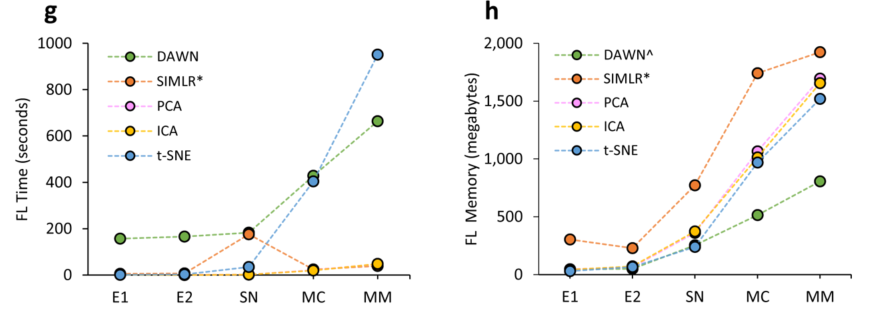 g
1000
800
600
400
200
0
FL Time (seconds)
DAWN
SIMLR*
PCA
ICA
t-SNE
E1 E2 SN MC MM
h
2,000
1,500
1,000
500
0
FL Memory (megabytes)
DAWN^
SIMLR*
PCA
ICA
t-SNE
E1 E2 SN MC MM